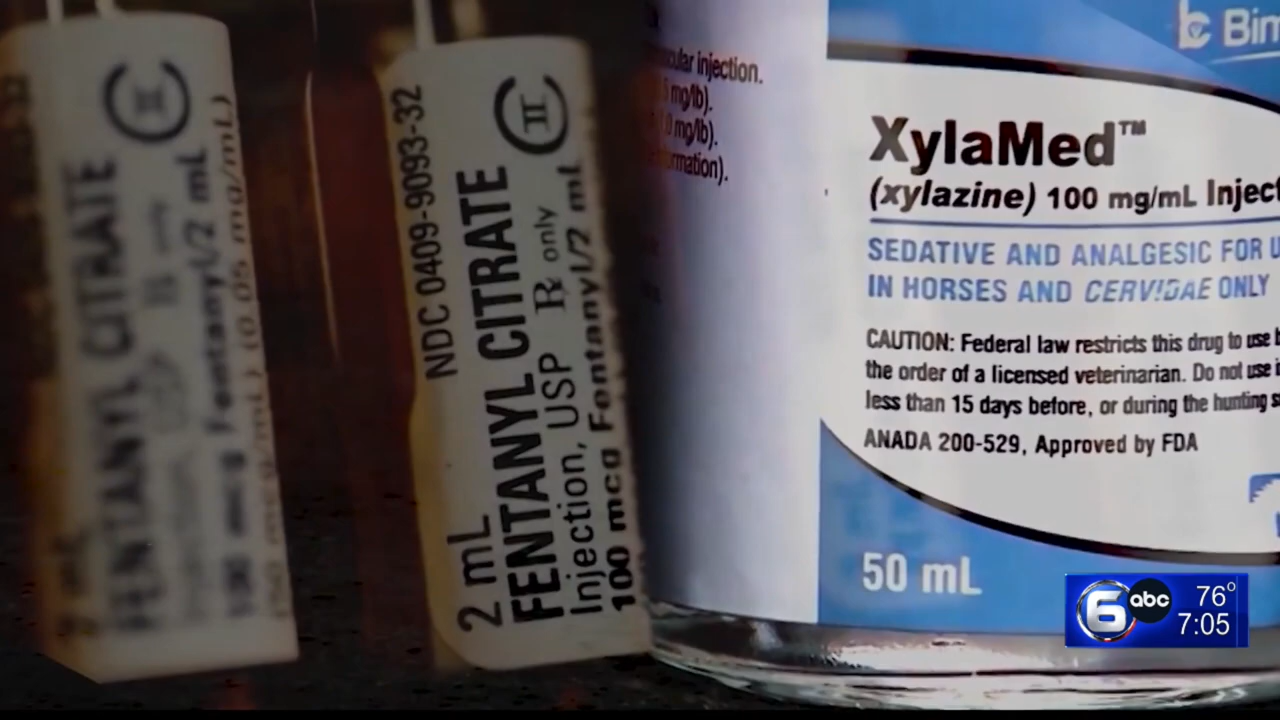 II
FENTANYL CITRATE
NDC 0409-9093-32
II
2 mL
FENTANYL CITRATE
Injection, USP ℞ only
100 mcg Fentanyl/2 mL
injection.
mg/lb).
mg/lb).
XylaMed™
(xylazine) 100 mg/mL
SEDATIVE AND ANALGESIC FOR
IN HORSES AND CERVIDAE ONLY
CAUTION: Federal law restricts this drug to use
the order of a licensed veterinarian. Do not use
less than 15 days before, or during the hunting
ANADA 200-529, Approved by FDA
50 mL
6 abc 76°
7:05